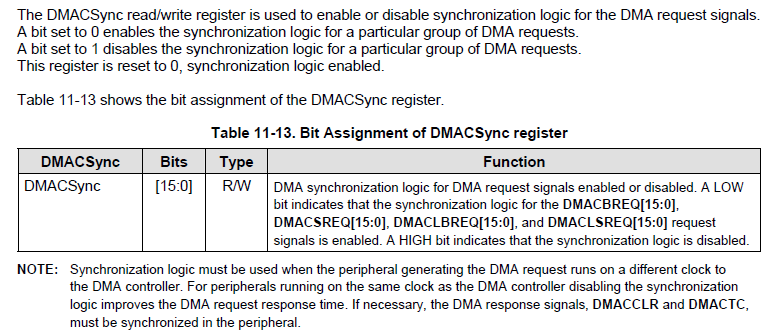 The DMACSync read/write register is used to enable or disable synchronization logic for the DMA request signals.
A bit set to 0 enables the synchronization logic for a particular group of DMA requests.
A bit set to 1 disables the synchronization logic for a particular group of DMA requests.
This register is reset to 0, synchronization logic enabled.
Table 11-13 shows the bit assignment of the DMACSync register.
Table 11-13. Bit Assignment of DMACSync register
DMACSync Bits Type Function
DMACSync [15:0] R/W DMA synchronization logic for DMA request signals enabled or disabled. A LOW
bit indicates that the synchronization logic for the DMACBREQ[15:0],
DMACSREQ[15:0], DMACLBREQ[15:0], and DMACLSREQ[15:0] request
signals is enabled. A HIGH bit indicates that the synchronization logic is disabled.
NOTE: Synchronization logic must be used when the peripheral generating the DMA request runs on a different clock to
the DMA controller. For peripherals running on the same clock as the DMA controller disabling the synchronization
logic improves the DMA request response time. If necessary, the DMA response signals, DMACCLR and DMACTC,
must be synchronized in the peripheral.